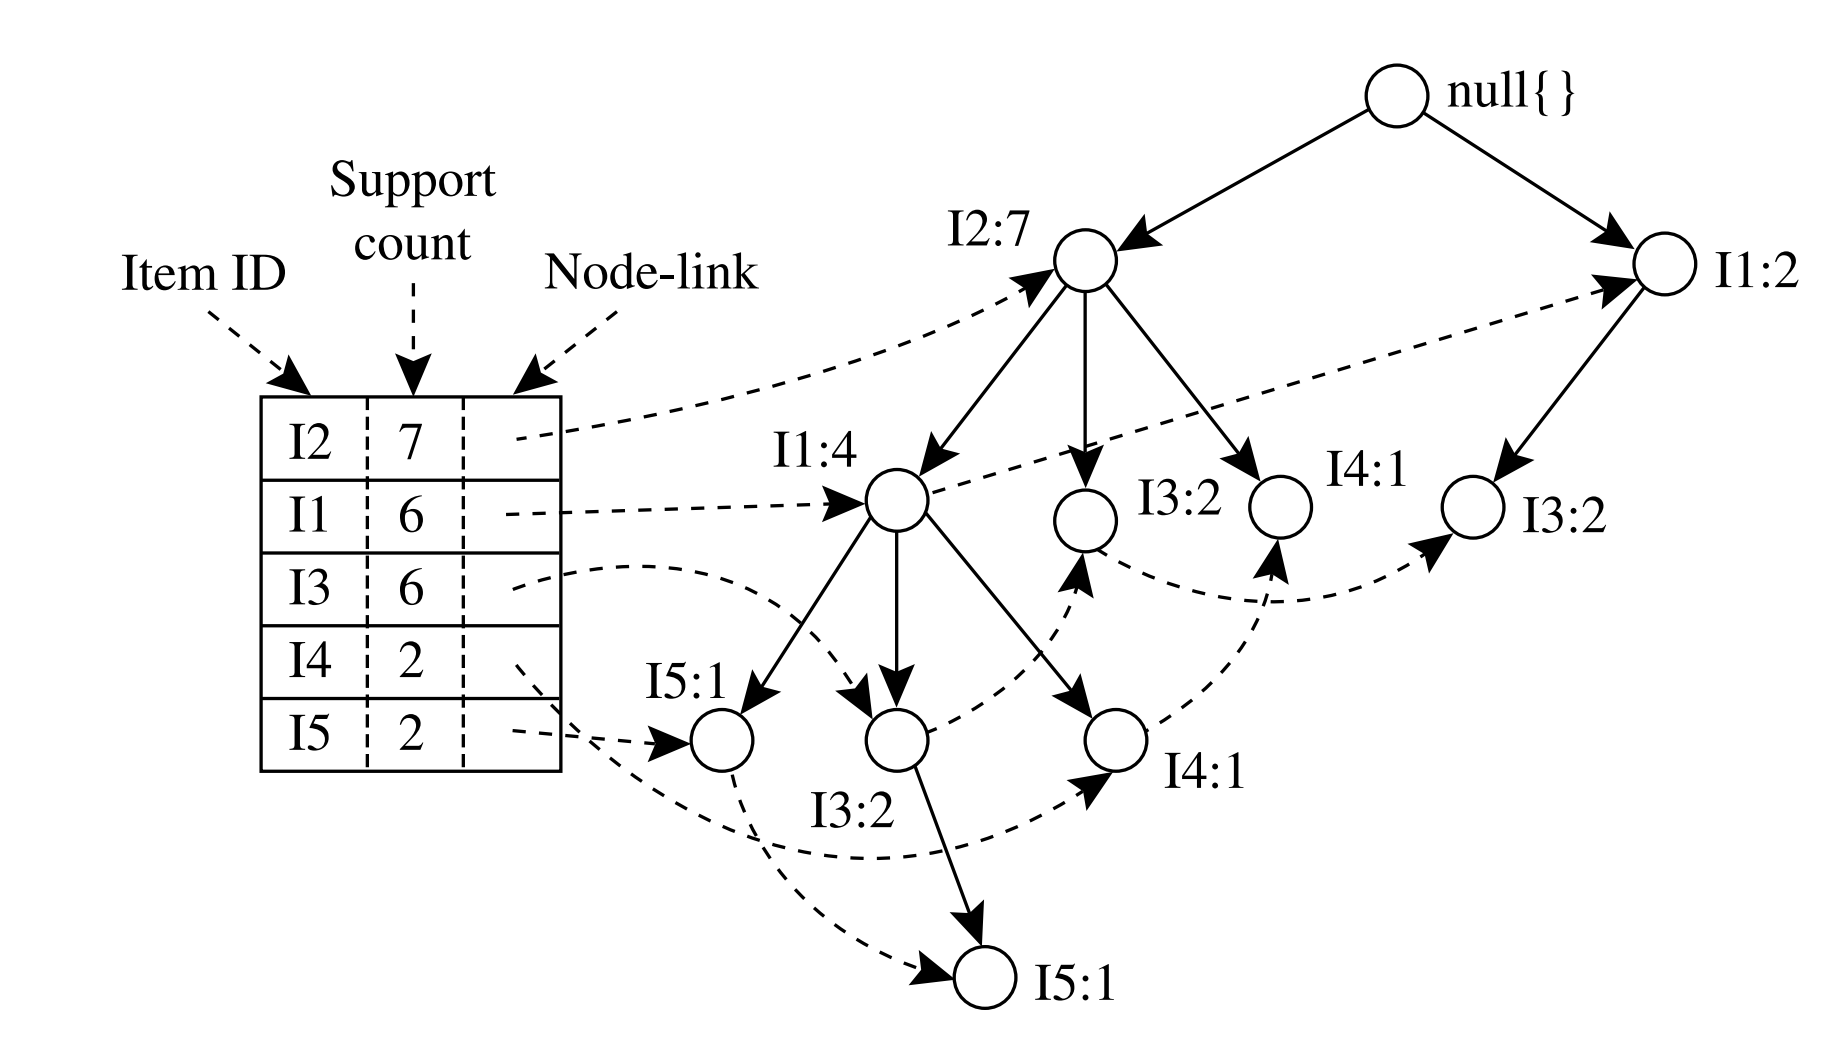 null{}
Support
count
Item ID
Node-link
I2:7
I1:2
I2 7
I1 6
I3 6
I4 2
I5 2
I1:4
I3:2
I4:1
I3:2
I5:1
I3:2
I4:1
I5:1